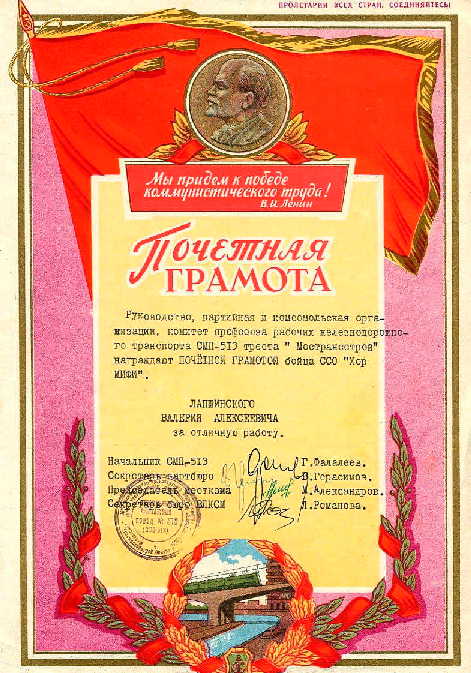 ПРОЛЕТАРИИ ВСЕХ СТРАН, СОЕДИНЯЙТЕСЬ!
Мы придем к победе
коммунистического труда!
В.И. Ленин
ПОЧЕТНАЯ
ГРАМОТА
Руководство, партийная и комсомольская орга-
низации, комитет профсоюза рабочих железнодорожно-
го транспорта СМП-513 треста " Мострансстрой"
награждают ПОЧЁТНОЙ ГРАМОТОЙ бойца ССО "Хор
МИФИ".
ЛАПШИНСКОГО
ВАЛЕРИЯ АЛЕКСЕЕВИЧА
за отличную работу.
Начальник СМП-513 Г.Фалалеев.
Секретарь партбюро В.Герасимов.
Председатель месткома М.Александров.
Секретарь бюро ВЛКСМ Л.Романова.